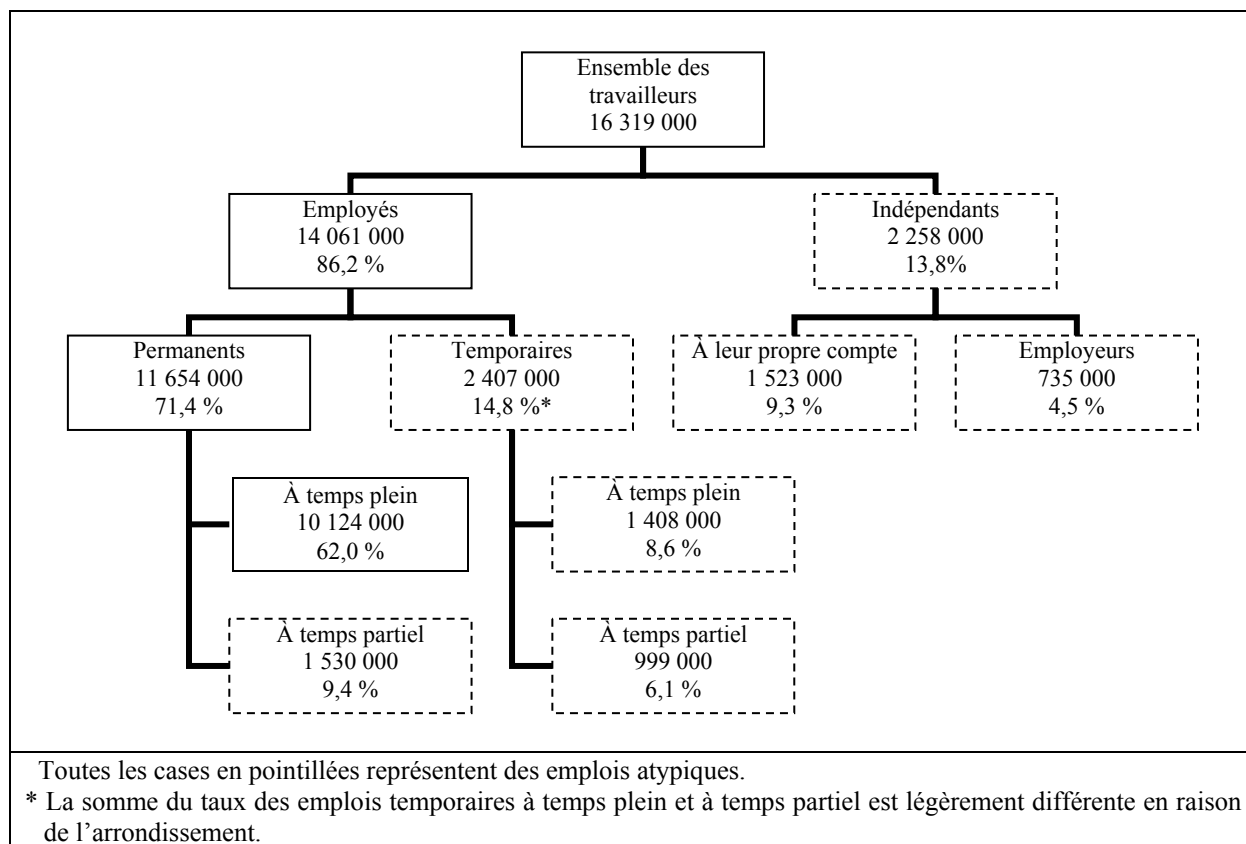 Ensemble des
travailleurs
16 319 000
Employés
14 061 000
86,2 %
Indépendants
2 258 000
13,8%
Permanents
11 654 000
71,4 %
Temporaires
2 407 000
14,8 %*
À leur propre compte
1 523 000
9,3 %
Employeurs
735 000
4,5 %
À temps plein
10 124 000
62,0 %
À temps plein
1 408 000
8,6 %
À temps partiel
1 530 000
9,4 %
À temps partiel
999 000
6,1 %
Toutes les cases en pointillées représentent des emplois atypiques.
* La somme du taux des emplois temporaires à temps plein et à temps partiel est légèrement différente en raison
de l’arrondissement.